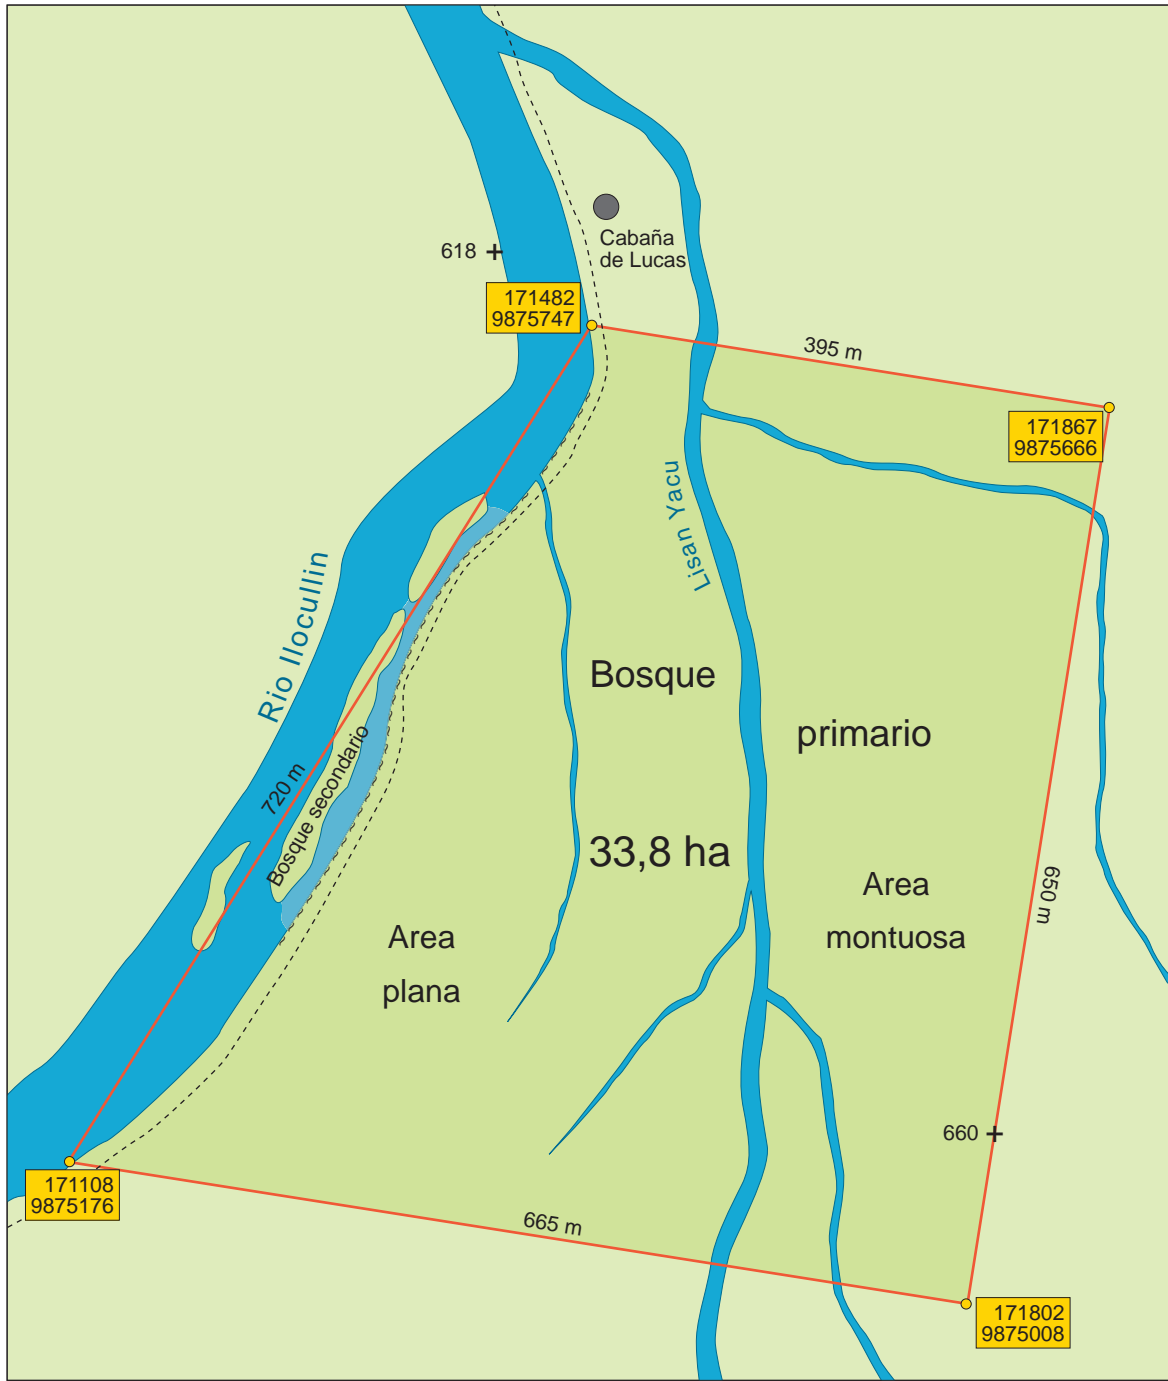 618
Cabaña
de Lucas
171482
9875747
395 m
171867
9875666
Lisan Yacu
Rio Ilocullin
Bosque
primario
720 m
Bosque secondario
33,8 ha
Area
montuosa
650 m
Area
plana
660
171108
9875176
665 m
171802
9875008